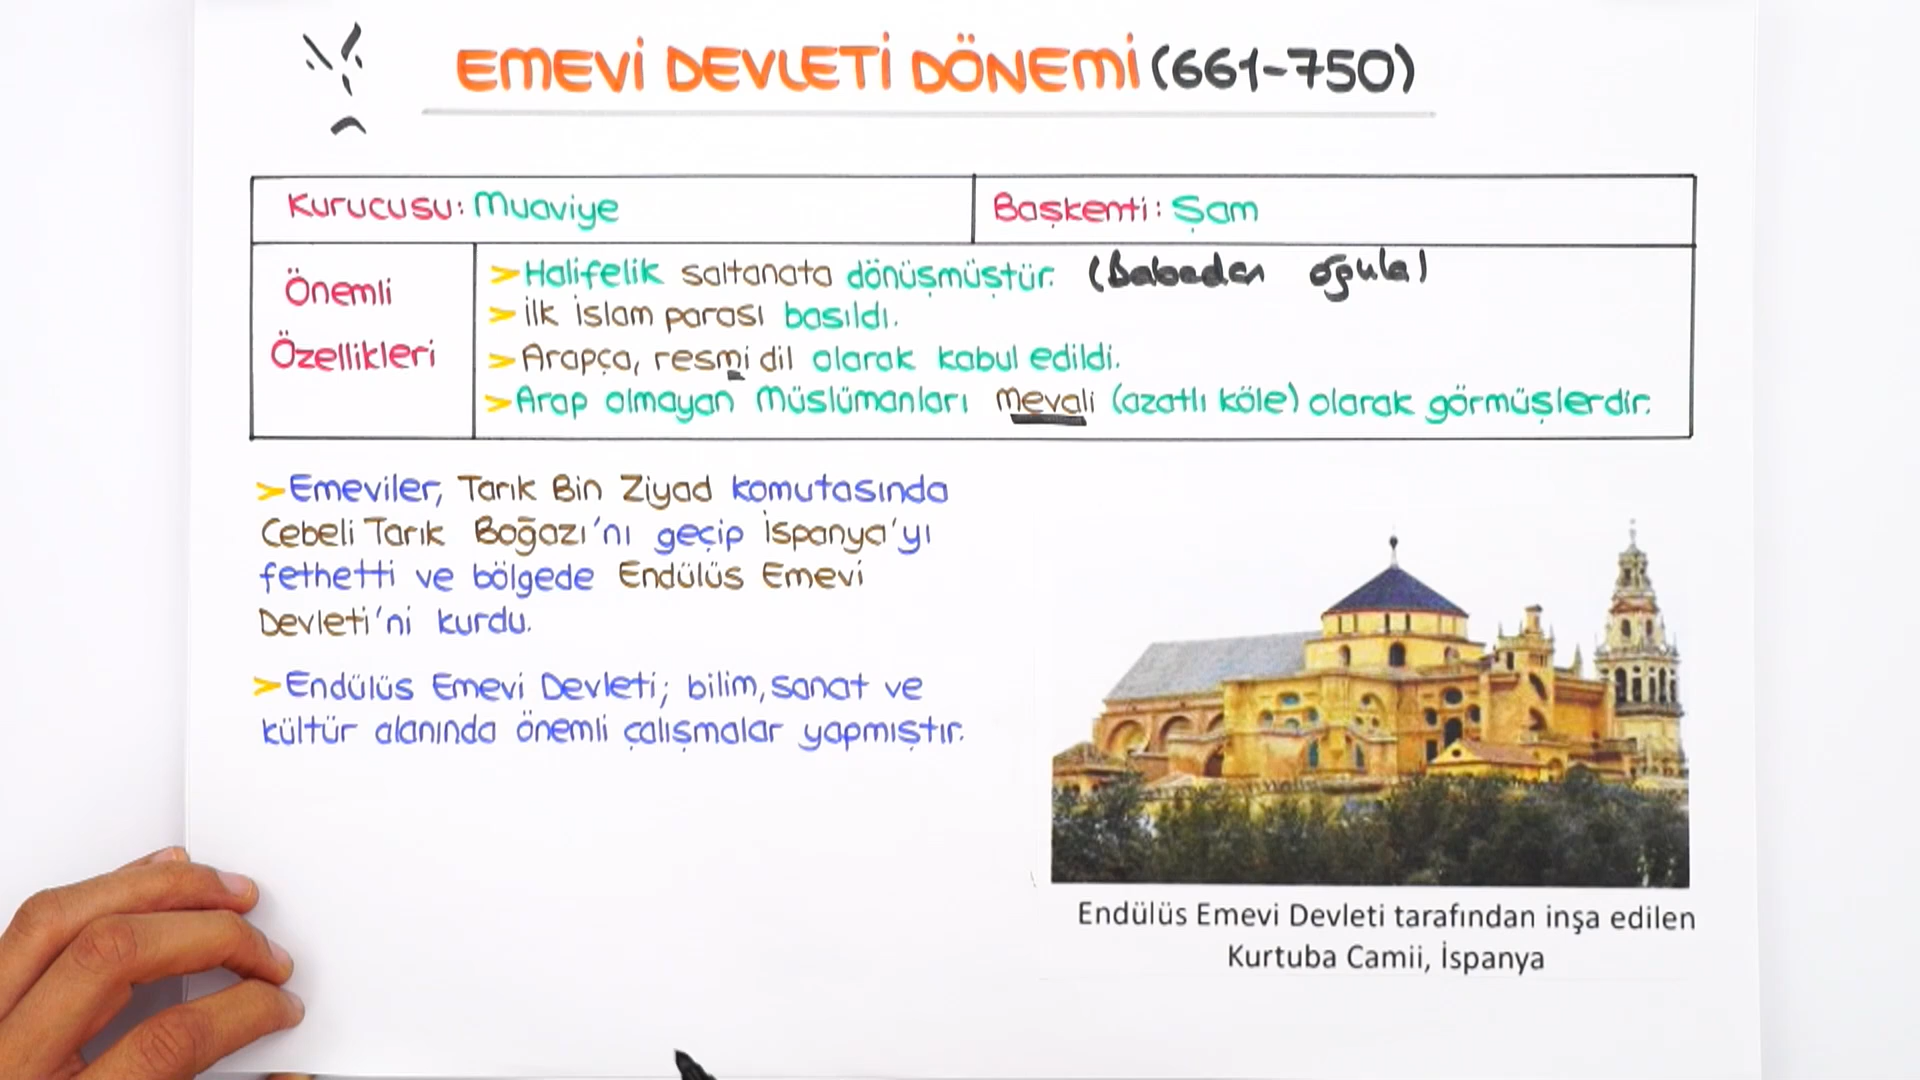 EMEVİ DEVLETİ DÖNEMİ (661-750)
Kurucusu: Muaviye
Başkenti: Şam
Önemli
Özellikleri
➤Halifelik saltanata dönüşmüştür. (Babadan oğula)
➤İlk İslam parası basıldı.
➤Arapça, resmi dil olarak kabul edildi.
➤Arap olmayan Müslümanları mevali (azatlı köle) olarak görmüşlerdir.
➤Emeviler, Tarık Bin Ziyad komutasında
Cebeli Tarık Boğazı'nı geçip İspanya'yı
fethetti ve bölgede Endülüs Emevi
Devleti'ni kurdu.
➤Endülüs Emevi Devleti; bilim, sanat ve
kültür alanında önemli çalışmalar yapmıştır.
Endülüs Emevi Devleti tarafından inşa edilen
Kurtuba Camii, İspanya